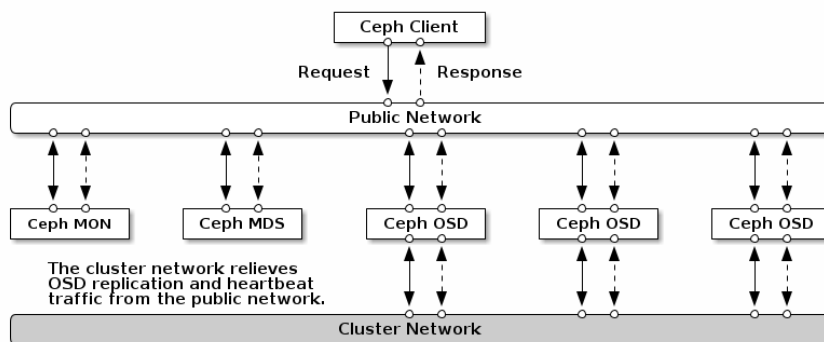 Ceph Client
Request Response
Public Network
Ceph MON Ceph MDS Ceph OSD Ceph OSD Ceph OSD
The cluster network relieves
OSD replication and heartbeat
traffic from the public network.
Cluster Network